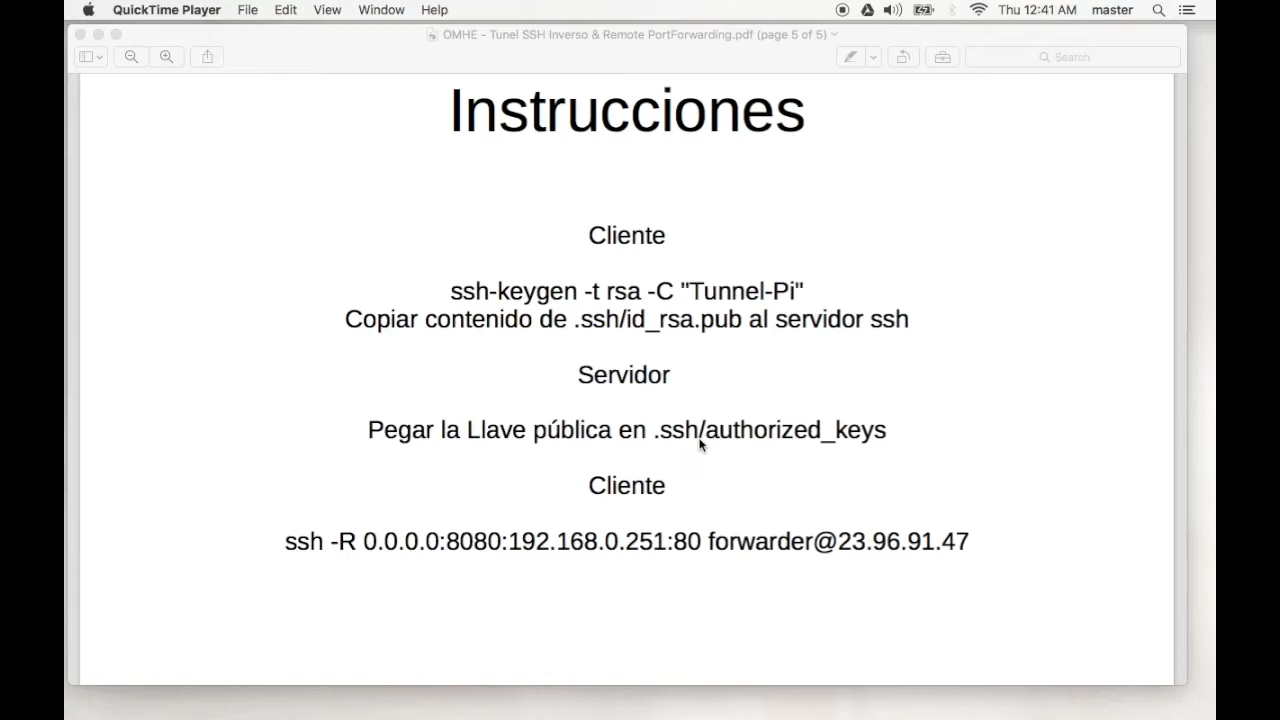 QuickTime Player File Edit View Window Help Thu 12:41 AM master
OMHE - Tunel SSH Inverso & Remote PortForwarding.pdf (page 5 of 5)
Search
Instrucciones
Cliente
ssh-keygen -t rsa -C "Tunnel-Pi"
Copiar contenido de .ssh/id_rsa.pub al servidor ssh
Servidor
Pegar la Llave pública en .ssh/authorized_keys
Cliente
ssh -R 0.0.0.0:8080:192.168.0.251:80 forwarder@23.96.91.47